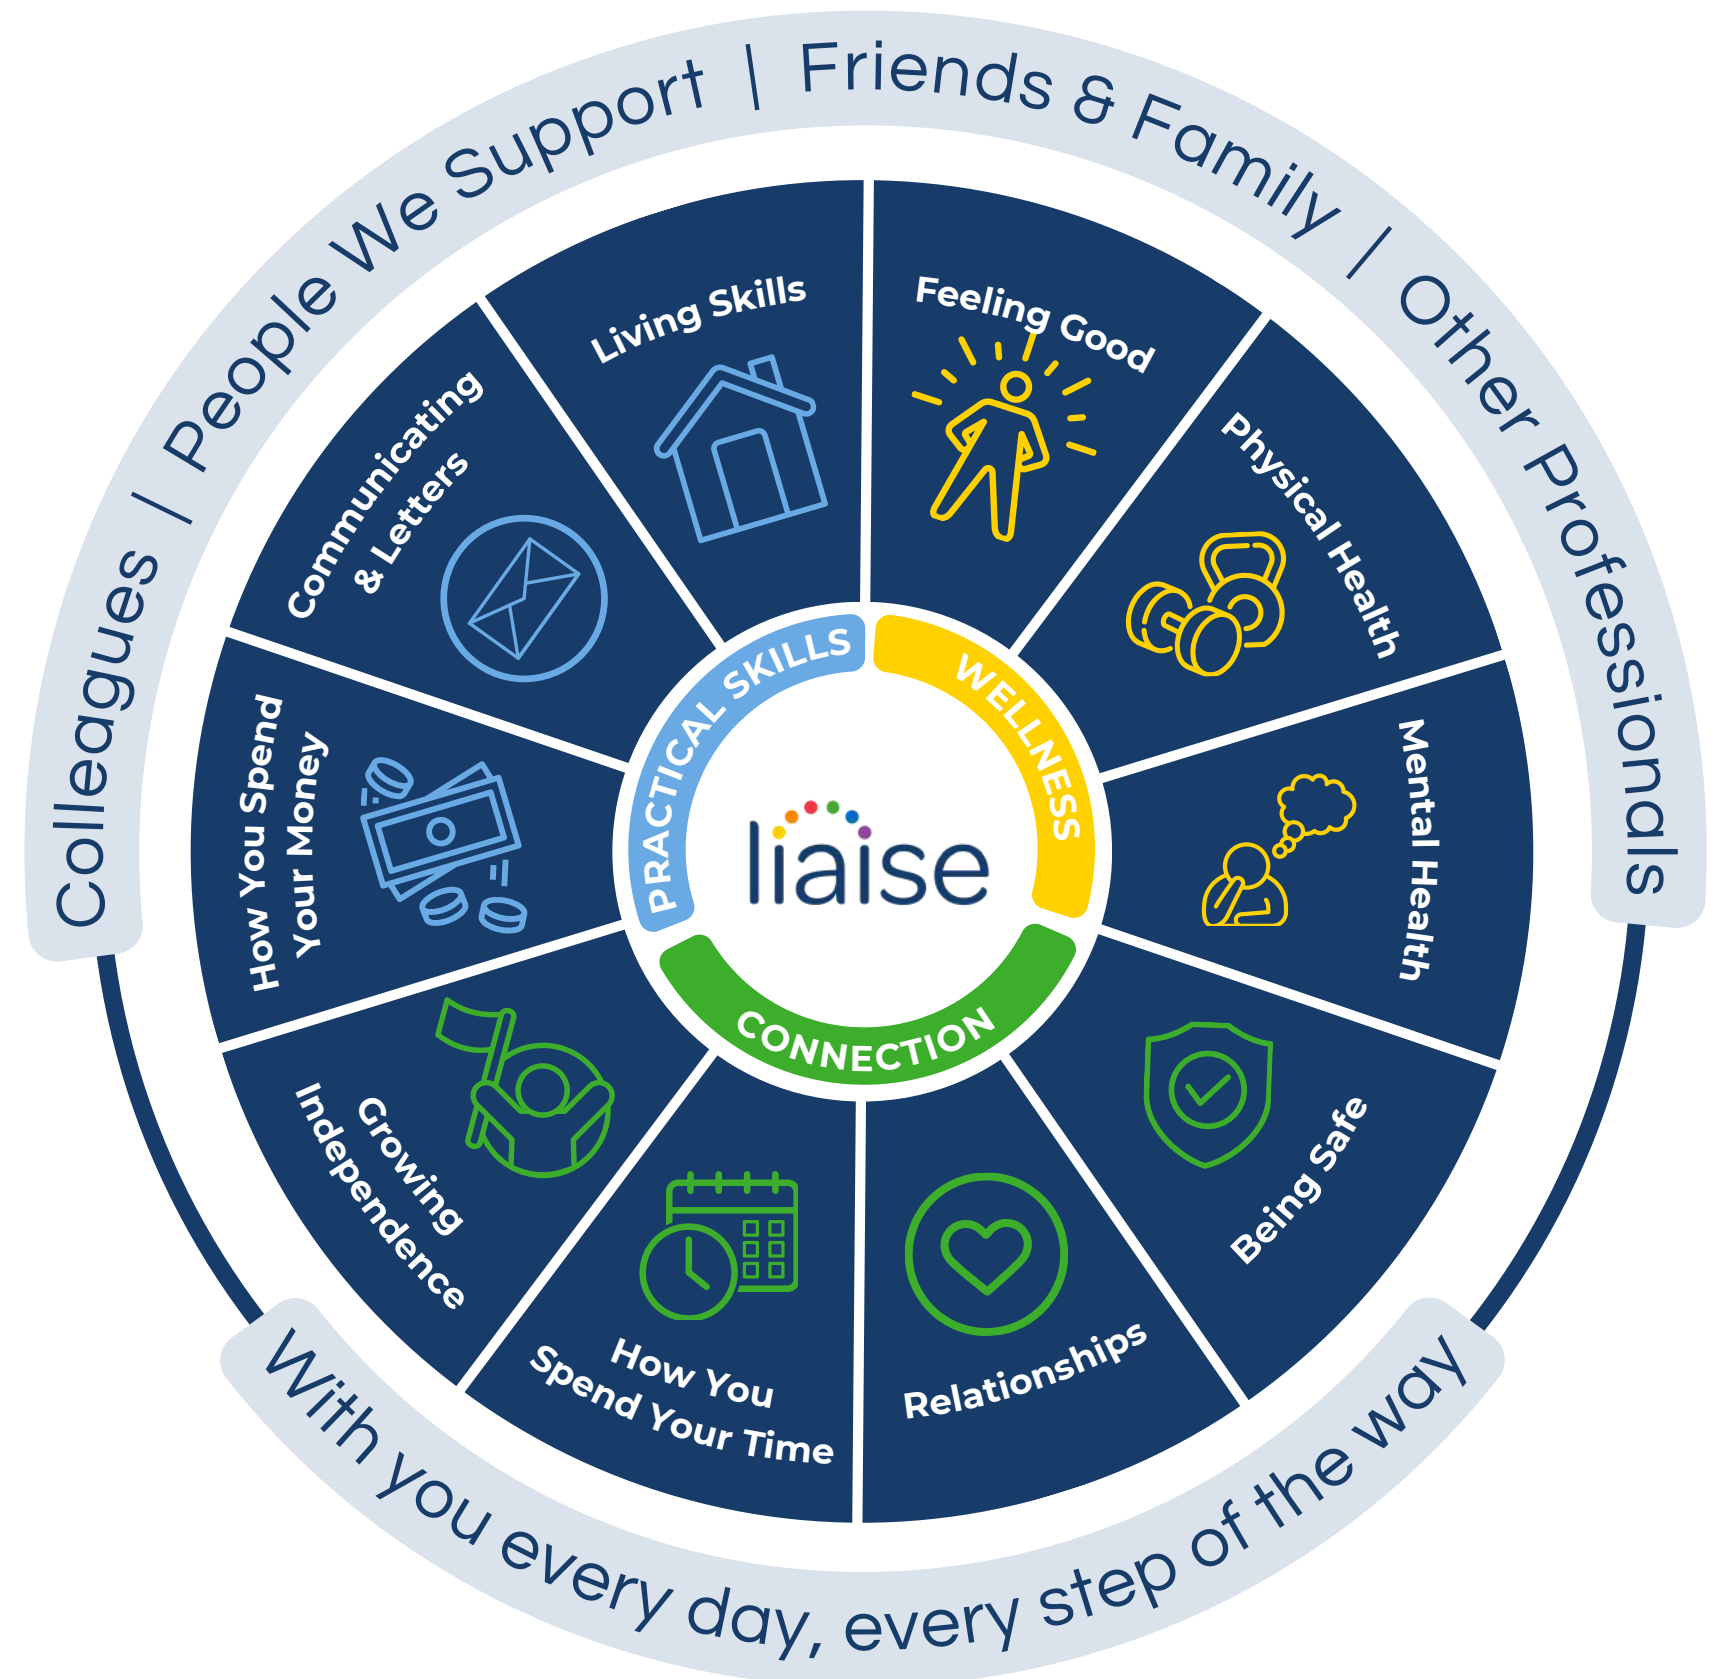 Colleagues | People We Support | Friends & Family | Other Professionals
Living Skills
Feeling Good
Physical Health
Mental Health
Being Safe
Relationships
How You
Spend Your Time
Growing
Independence
How You Spend
Your Money
Communicating
& Letters
PRACTICAL SKILLS
WELLNESS
CONNECTION
liaise
With you every day, every step of the way